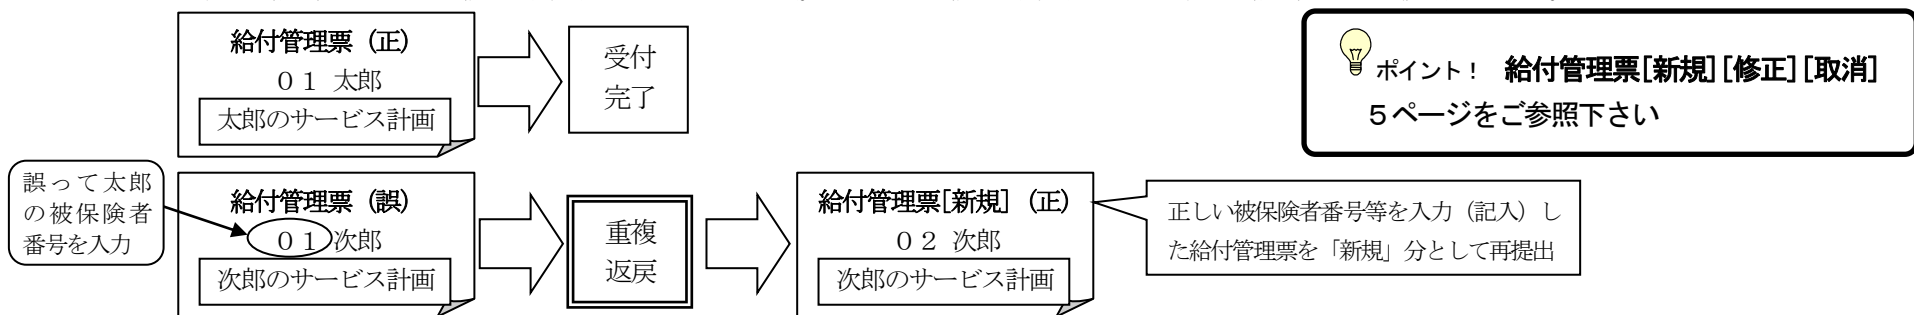 給付管理票（正）
０１ 太郎
太郎のサービス計画
受付
完了
ポイント！ 給付管理票[新規][修正][取消]
５ページをご参照下さい
誤って太郎
の被保険者
番号を入力
給付管理票（誤）
０１次郎
次郎のサービス計画
重複
返戻
給付管理票[新規]（正）
０２ 次郎
次郎のサービス計画
正しい被保険者番号等を入力（記入）し
た給付管理票を「新規」分として再提出